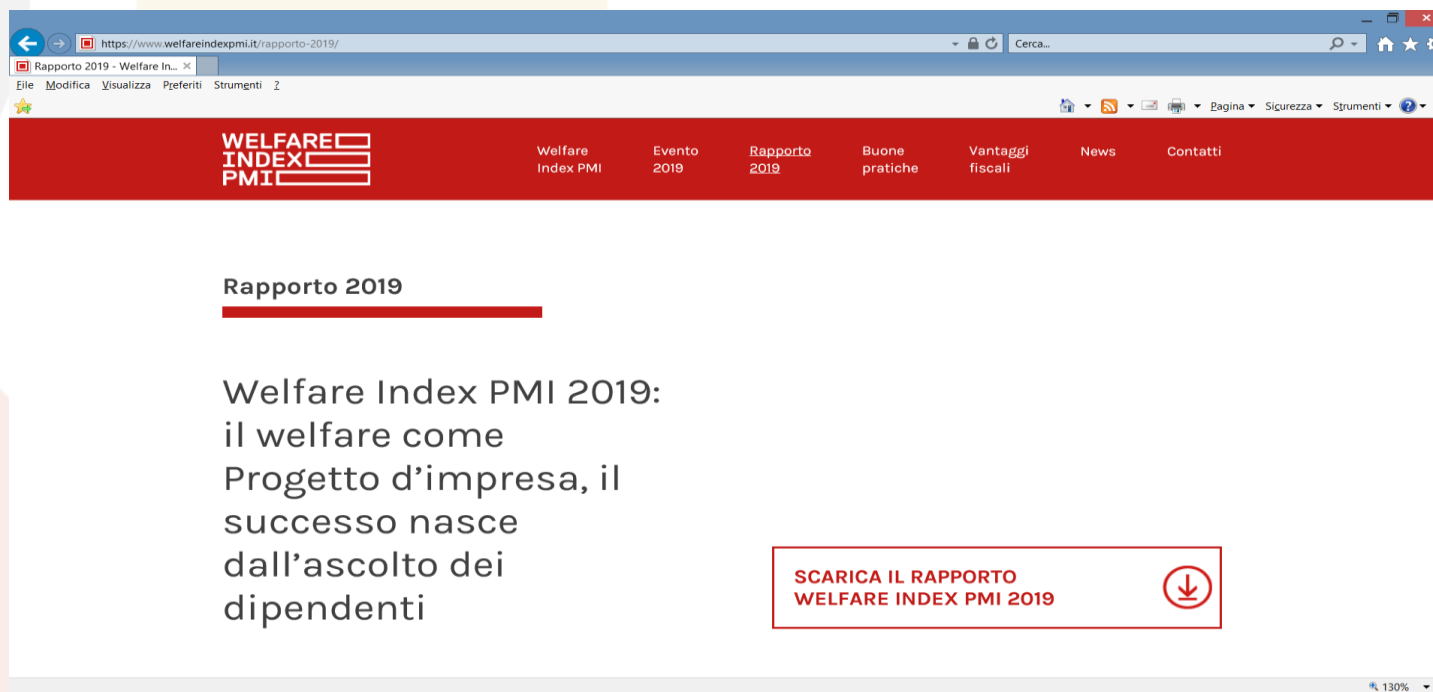 https://www.welfareindexpmi.it/rapporto-2019/
Cerca...
Rapporto 2019 - Welfare In...
File Modifica Visualizza Preferiti Strumenti ?
Pagina Sicurezza Strumenti
WELFARE
INDEX
PMI
Welfare
Index PMI
Evento
2019
Rapporto
2019
Buone
pratiche
Vantaggi
fiscali
News
Contatti
Rapporto 2019
Welfare Index PMI 2019:
il welfare come
Progetto d’impresa, il
successo nasce
dall’ascolto dei
dipendenti
SCARICA IL RAPPORTO
WELFARE INDEX PMI 2019
130%